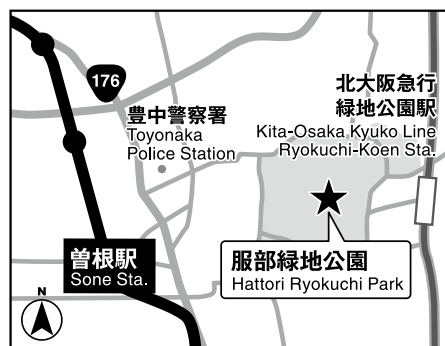 176
豊中警察署
Toyonaka
Police Station
北大阪急行
緑地公園駅
Kita-Osaka Kyuko Line
Ryokuchi-Koen Sta.
曽根駅
Sone Sta.
服部緑地公園
Hattori Ryokuchi Park
N